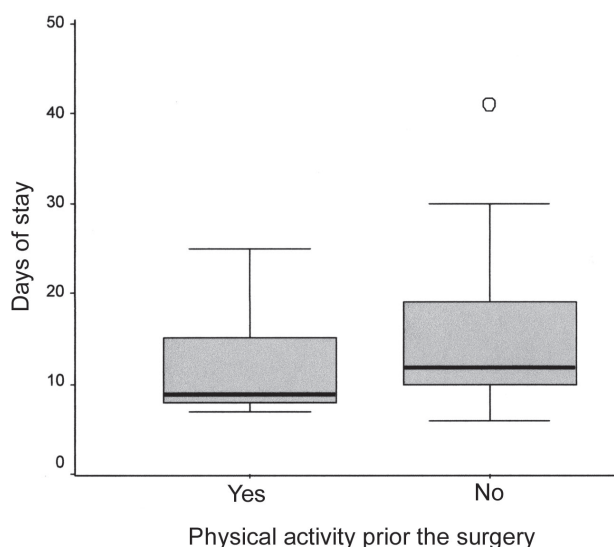 50
40
30
20
10
0
Days of stay
Yes
No
Physical activity prior the surgery